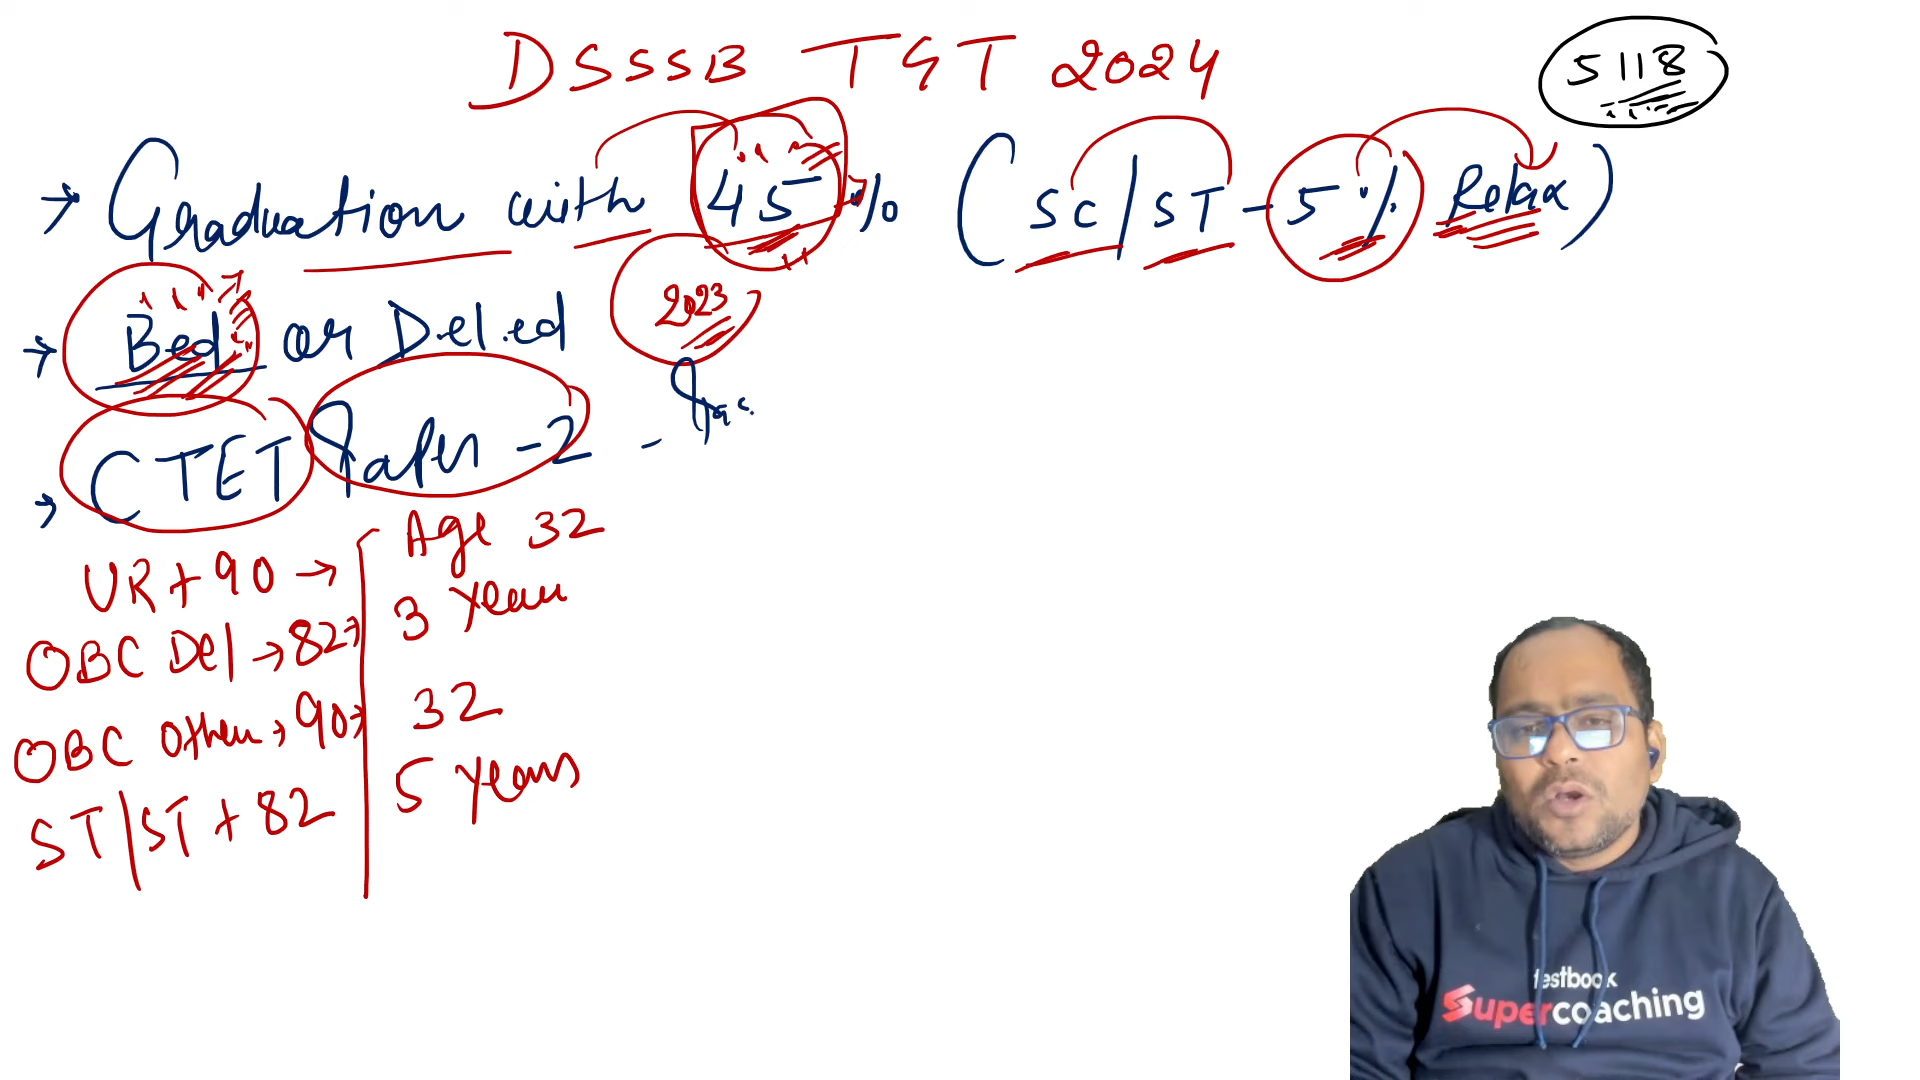 DSSSB TGT 2024
5118
→ Graduation with 45% (SC/ST - 5% Relax)
→ Bed or Del.ed 2023
→ CTET Paper - 2 -
UR + 90 → Age 32
OBC Del → 82 → 3 Years
OBC Other → 90 → 32
ST/ST + 82 5 Years
testbook
Supercoaching